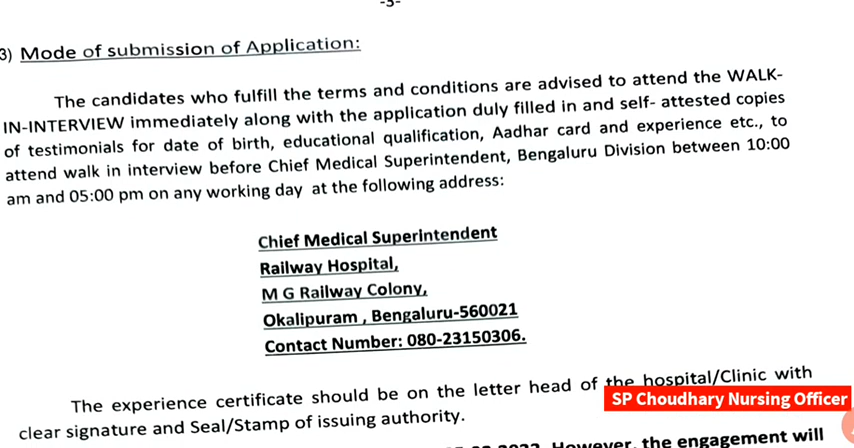 -5-
3) Mode of submission of Application:
The candidates who fulfill the terms and conditions are advised to attend the WALK-
IN-INTERVIEW immediately along with the application duly filled in and self- attested copies
of testimonials for date of birth, educational qualification, Aadhar card and experience etc., to
attend walk in interview before Chief Medical Superintendent, Bengaluru Division between 10:00
am and 05:00 pm on any working day at the following address:
Chief Medical Superintendent
Railway Hospital,
M G Railway Colony,
Okalipuram , Bengaluru-560021
Contact Number: 080-23150306.
The experience certificate should be on the letter head of the hospital/Clinic with
SP Choudhary Nursing Officer
clear signature and Seal/Stamp of issuing authority.
However, the engagement will